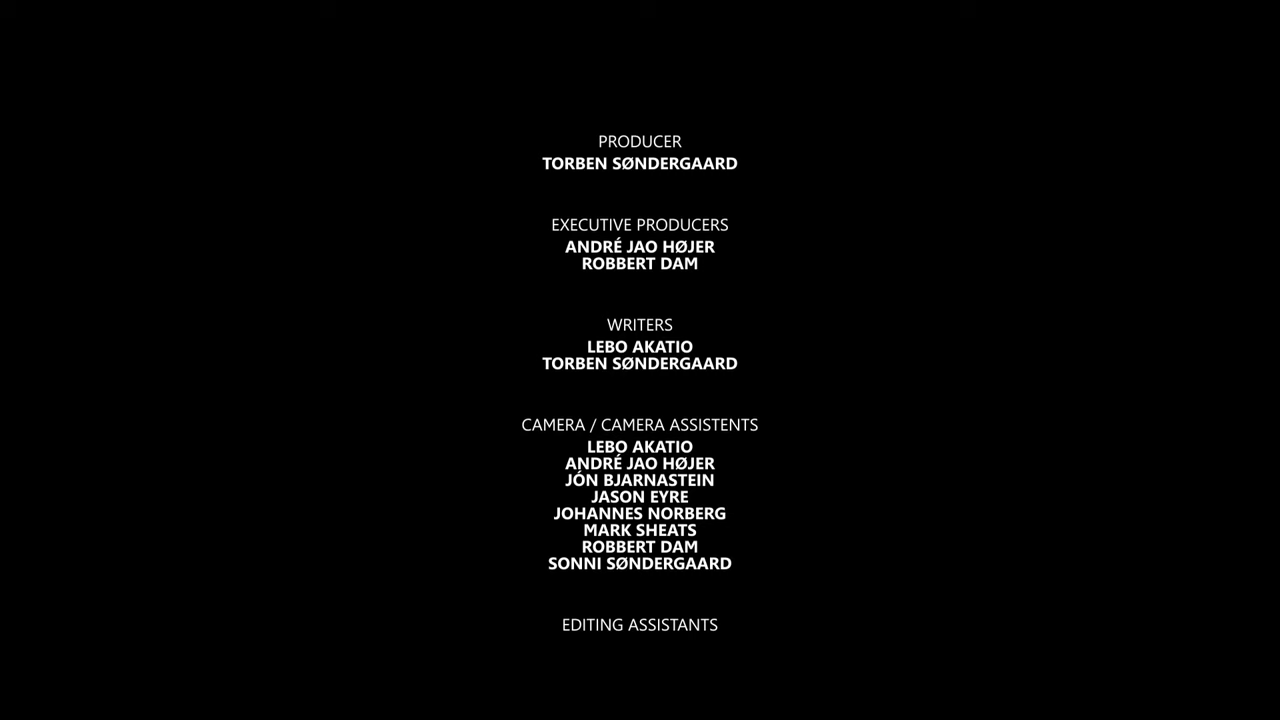 PRODUCER
TORBEN SØNDERGAARD
EXECUTIVE PRODUCERS
ANDRÉ JAO HØJER
ROBBERT DAM
WRITERS
LEBO AKATIO
TORBEN SØNDERGAARD
CAMERA / CAMERA ASSISTENTS
LEBO AKATIO
ANDRÉ JAO HØJER
JÓN BJARNASTEIN
JASON EYRE
JOHANNES NORBERG
MARK SHEATS
ROBBERT DAM
SONNI SØNDERGAARD
EDITING ASSISTANTS